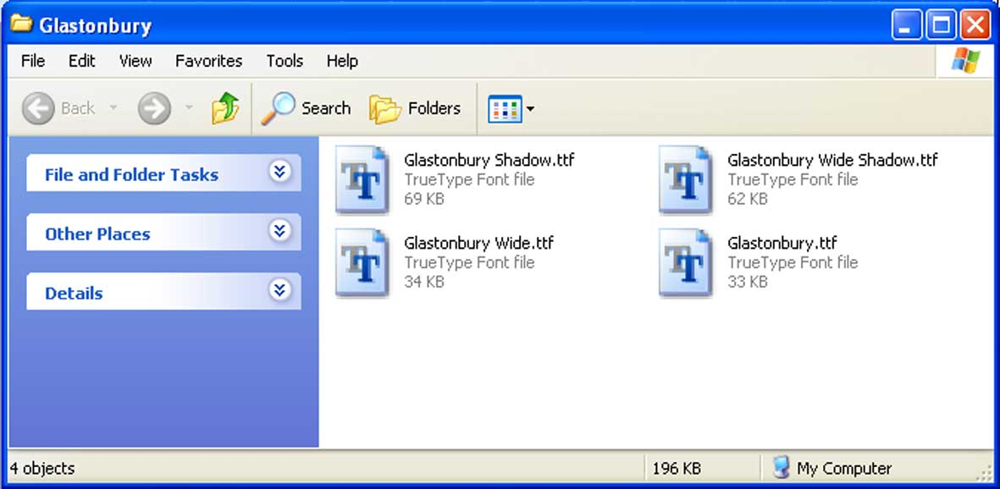 Glastonbury
File Edit View Favorites Tools Help
Back Search Folders
File and Folder Tasks
Other Places
Details
Glastonbury Shadow.ttf
TrueType Font file
69 KB
Glastonbury Wide Shadow.ttf
TrueType Font file
62 KB
Glastonbury Wide.ttf
TrueType Font file
34 KB
Glastonbury.ttf
TrueType Font file
33 KB
4 objects 196 KB My Computer